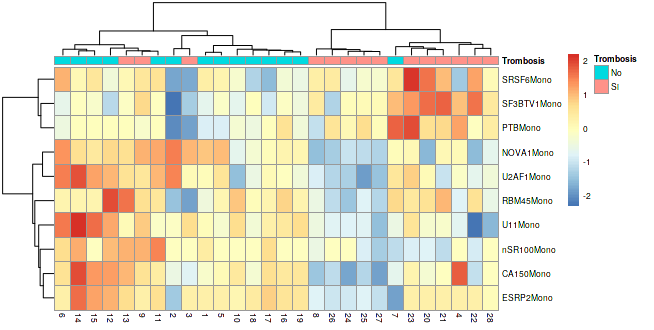 Trombosis
Trombosis
No
SI
SRSF6Mono
SF3BTV1Mono
PTBMono
NOVA1Mono
U2AF1Mono
RBM45Mono
U11Mono
nSR100Mono
CA150Mono
ESRP2Mono
2
1
0
-1
-2
6 14 15 12 13 9 11 2 3 1 5 10 18 17 16 19 8 26 24 25 27 7 23 20 21 4 22 28